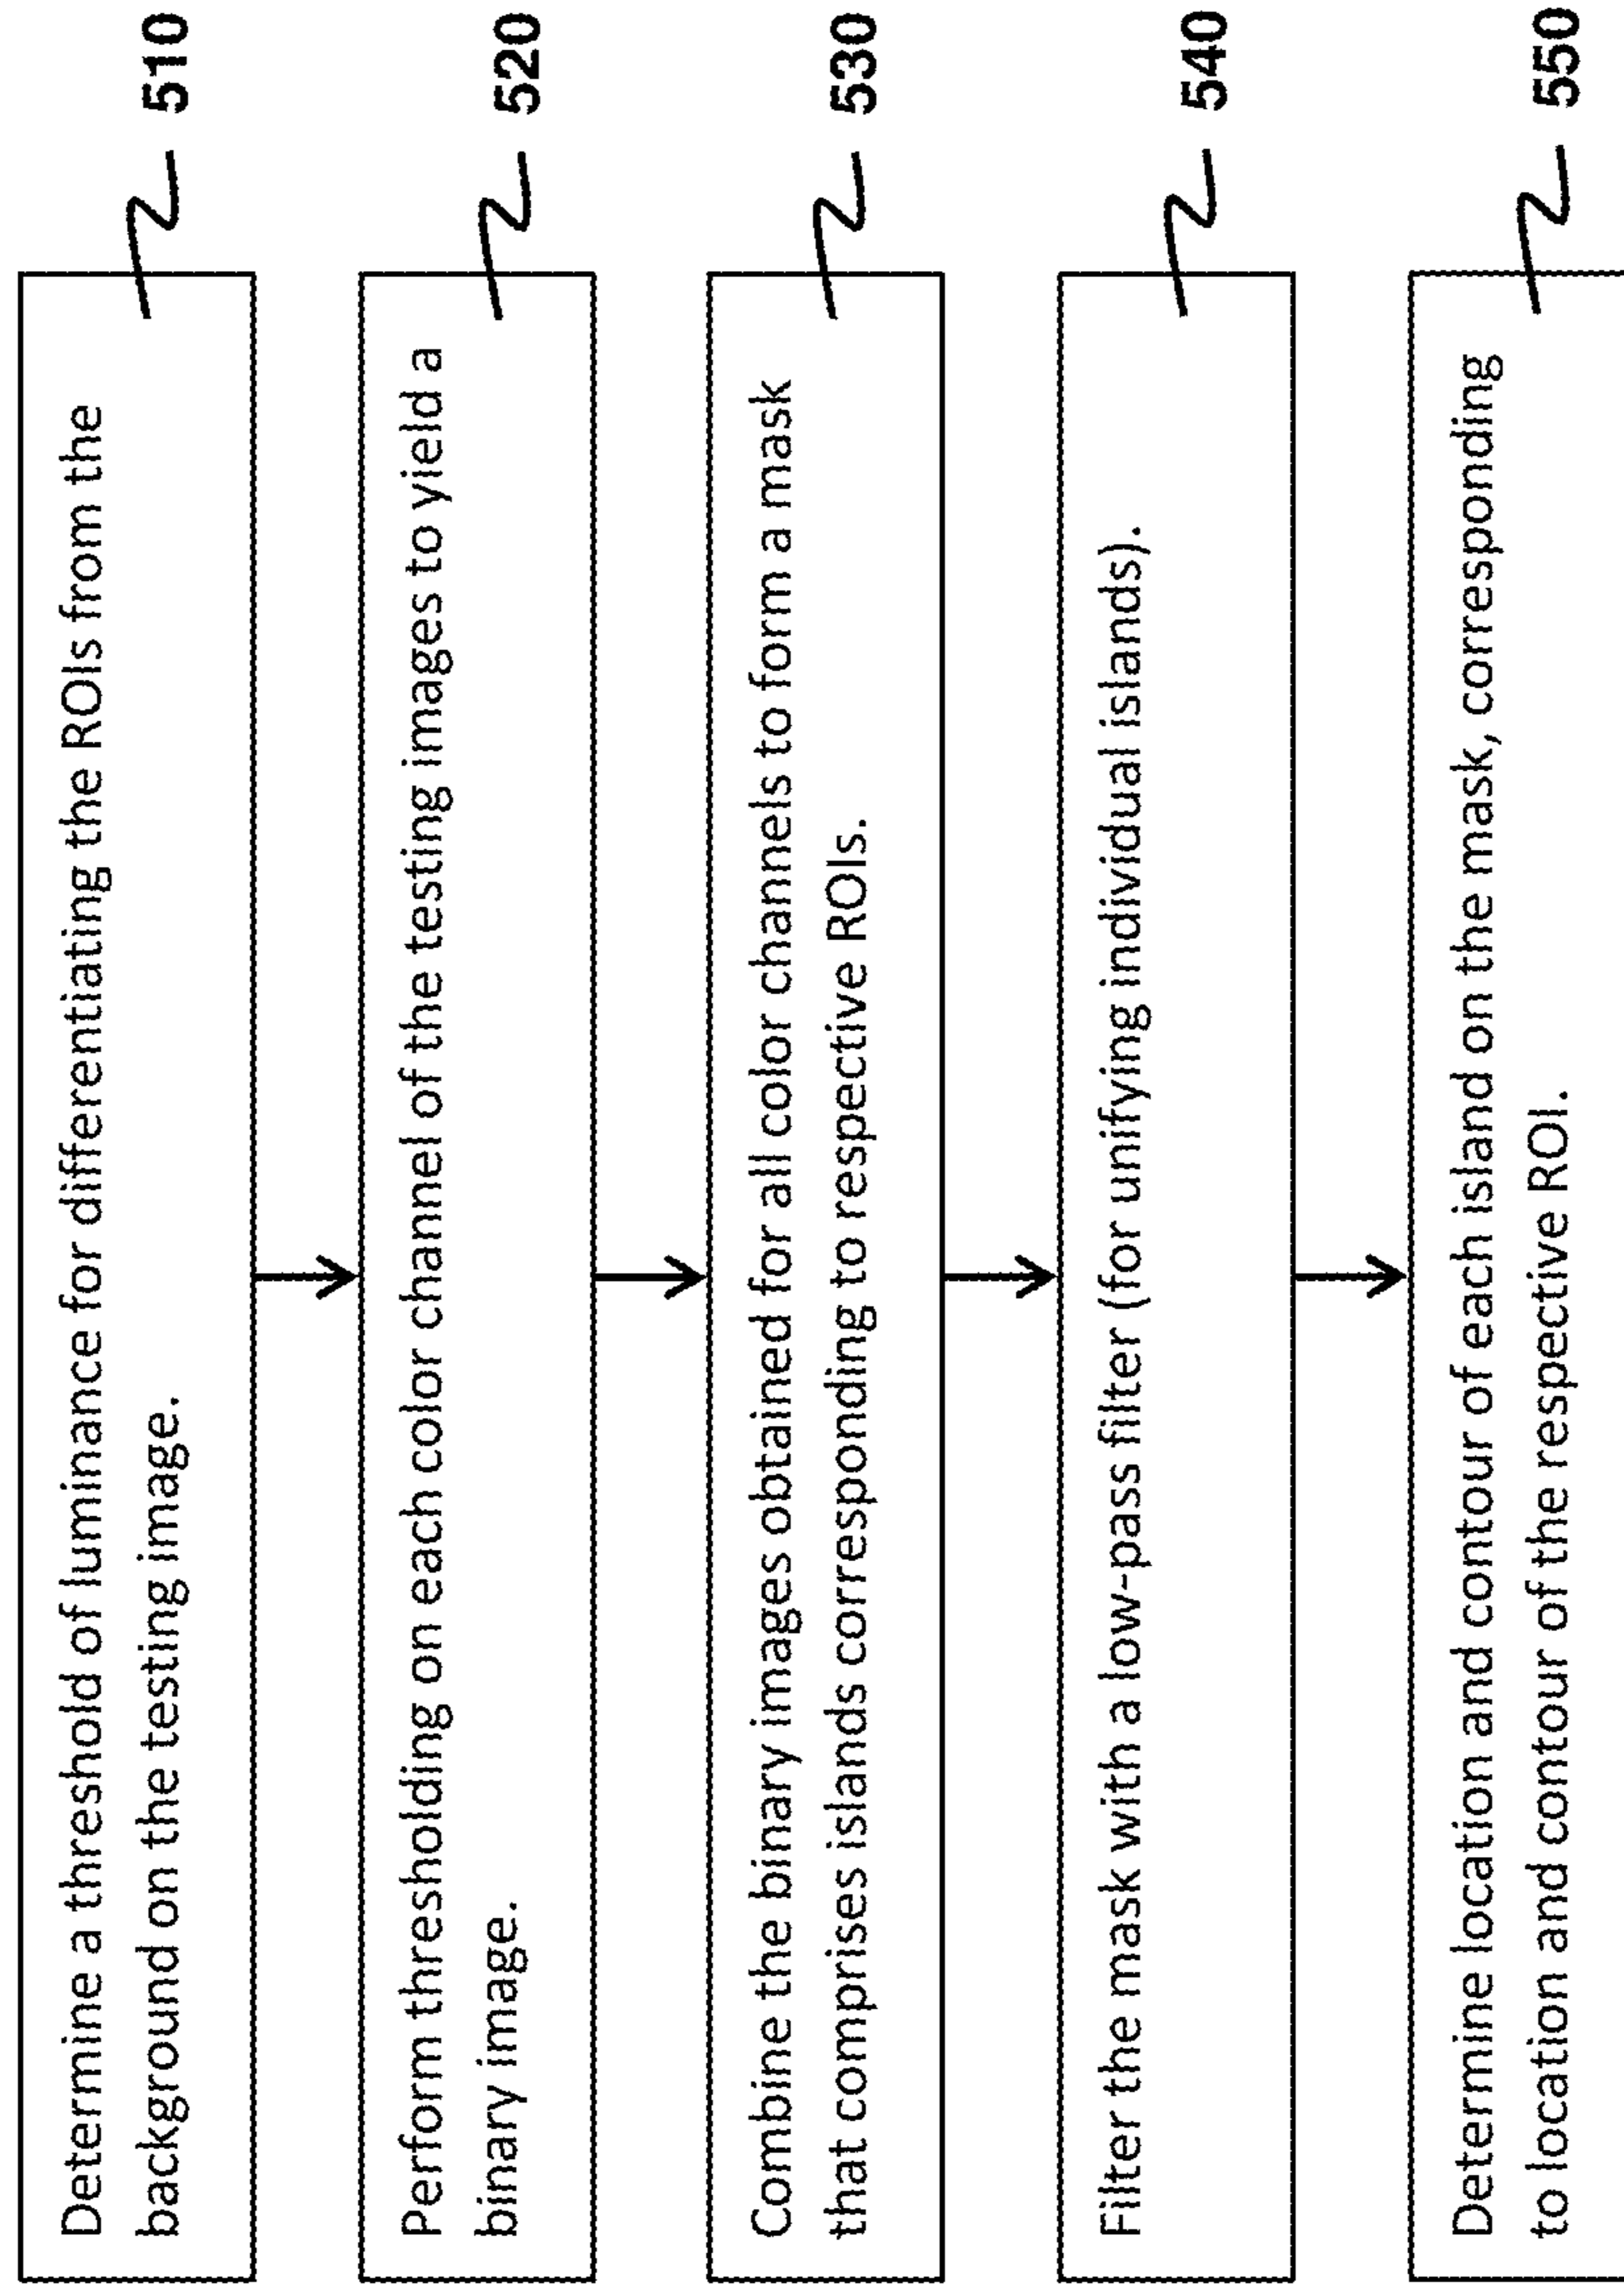 Determine a threshold of luminance for differentiating the ROIs from the
background on the testing image.
510
Perform thresholding on each color channel of the testing images to yield a
binary image.
520
Combine the binary images obtained for all color channels to form a mask
that comprises islands corresponding to respective ROIs.
530
Filter the mask with a low-pass filter (for unifying individual islands).
540
Determine location and contour of each island on the mask, corresponding
to location and contour of the respective ROI.
550